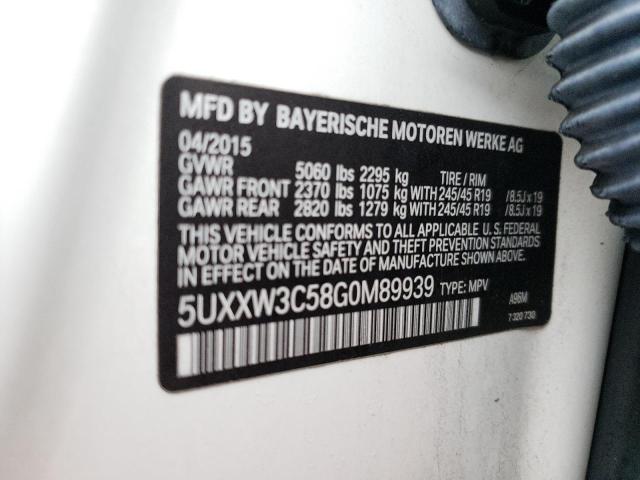 MFD BY BAYERISCHE MOTOREN WERKE AG
04/2015
GVWR 5060 lbs 2295 kg TIRE / RIM
GAWR FRONT 2370 lbs 1075 kg WITH 245/45 R19 /8.5J x 19
GAWR REAR 2820 lbs 1279 kg WITH 245/45 R19 /8.5J x 19
THIS VEHICLE CONFORMS TO ALL APPLICABLE U. S. FEDERAL
MOTOR VEHICLE SAFETY AND THEFT PREVENTION STANDARDS
IN EFFECT ON THE DATE OF MANUFACTURE SHOWN ABOVE.
5UXXW3C58G0M89939 TYPE: MPV
A96M
7 320 730